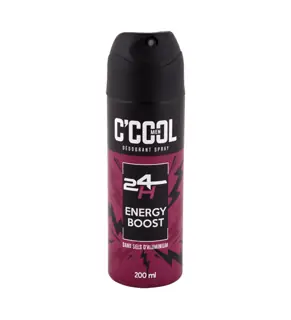 C'COOL
MEN
DÉODORANT SPRAY
24H
ENERGY
BOOST
SANS SELS D'ALUMINIUM
200 ml